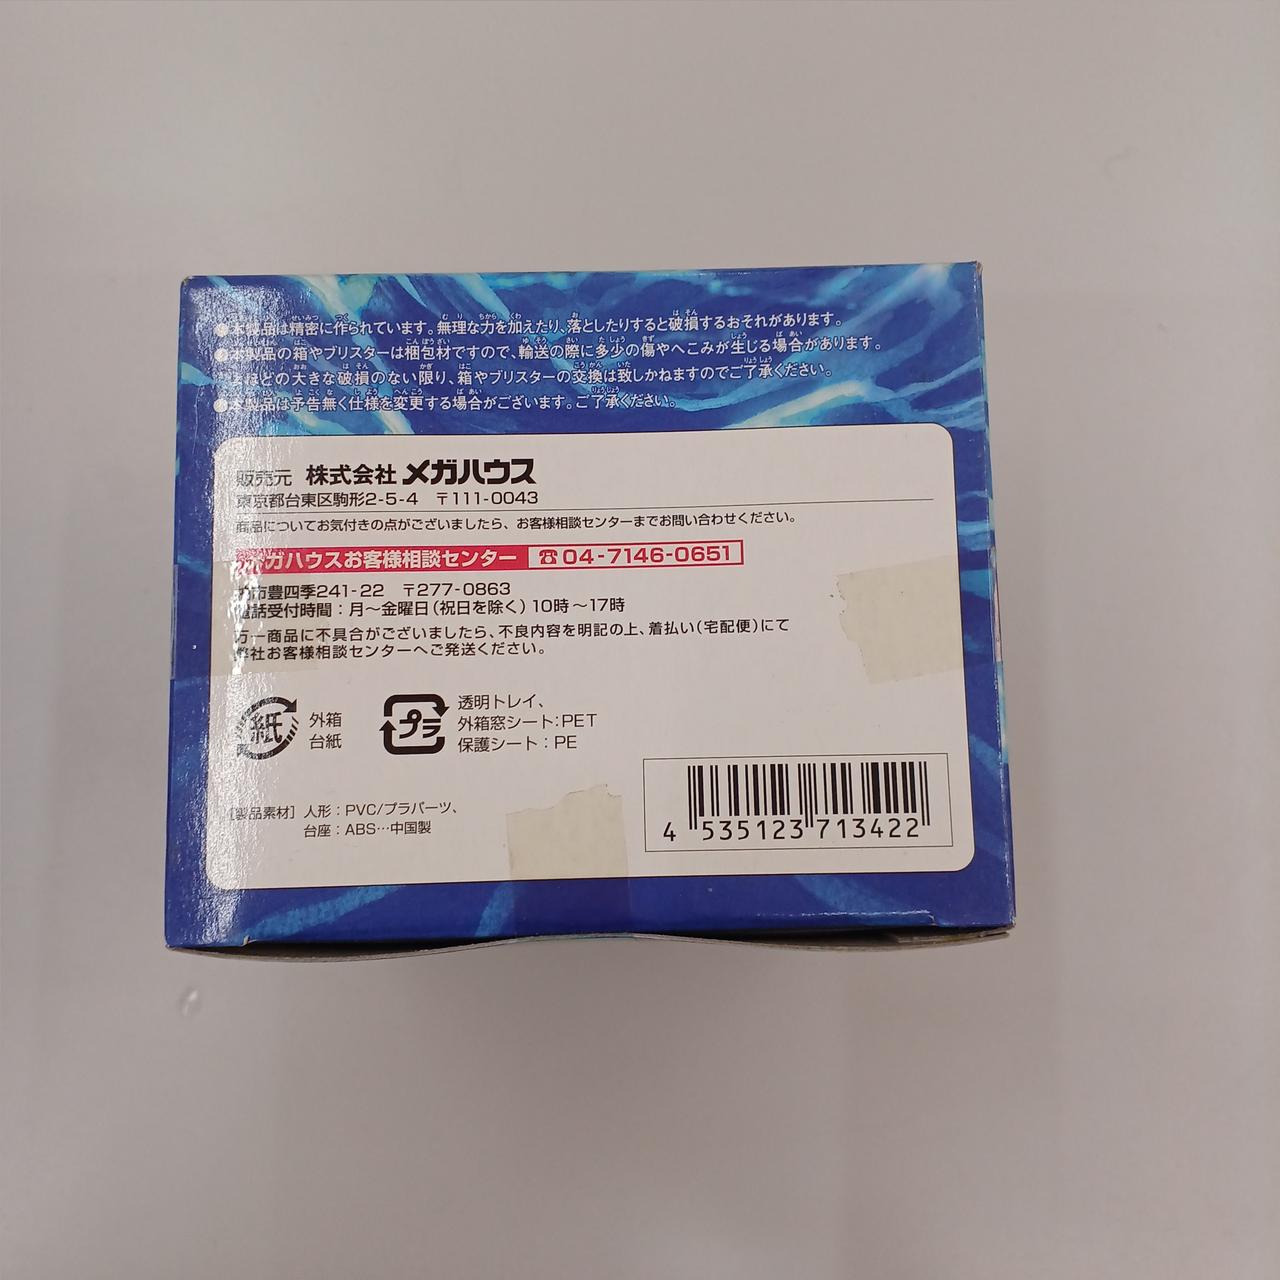 ●本製品は精密に作られています。無理な力を加えたり、落としたりすると破損するおそれがあります。
●本製品の箱やブリスターは梱包材ですので、輸送の際に多少の傷やへこみが生じる場合があります。
よほどの大きな破損のない限り、箱やブリスターの交換は致しかねますのでご了承ください。
●本製品は予告無く仕様を変更する場合がございます。ご了承ください。
販売元 株式会社メガハウス
東京都台東区駒形2-5-4 〒111-0043
商品についてお気付きの点がございましたら、お客様相談センターまでお問い合わせください。
メガハウスお客様相談センター ☎04-7146-0651
柏市豊四季241-22 〒277-0863
電話受付時間:月~金曜日(祝日を除く)10時~17時
万一商品に不具合がございましたら、不良内容を明記の上、着払い(宅配便)にて
弊社お客様相談センターへご発送ください。
紙 外箱
台紙
プラ 透明トレイ、
外箱窓シート:PET
保護シート:PE
[製品素材] 人形:PVC/プラパーツ、
台座:ABS…中国製
4 535123 713422